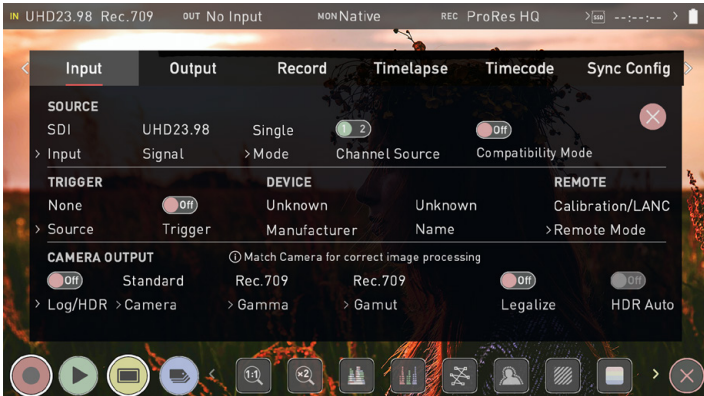 IN UHD23.98 Rec.709 OUT No Input MON Native REC ProRes HQ SSD --:--:--
Input Output Record Timelapse Timecode Sync Config
SOURCE
SDI UHD23.98 Single 1 2 Off
Input Signal Mode Channel Source Compatibility Mode
TRIGGER DEVICE REMOTE
None Off Unknown Unknown Calibration/LANC
Source Trigger Manufacturer Name Remote Mode
CAMERA OUTPUT Match Camera for correct image processing
Off Standard Rec.709 Rec.709 Off Off
Log/HDR Camera Gamma Gamut Legalize HDR Auto
1:1 ×2